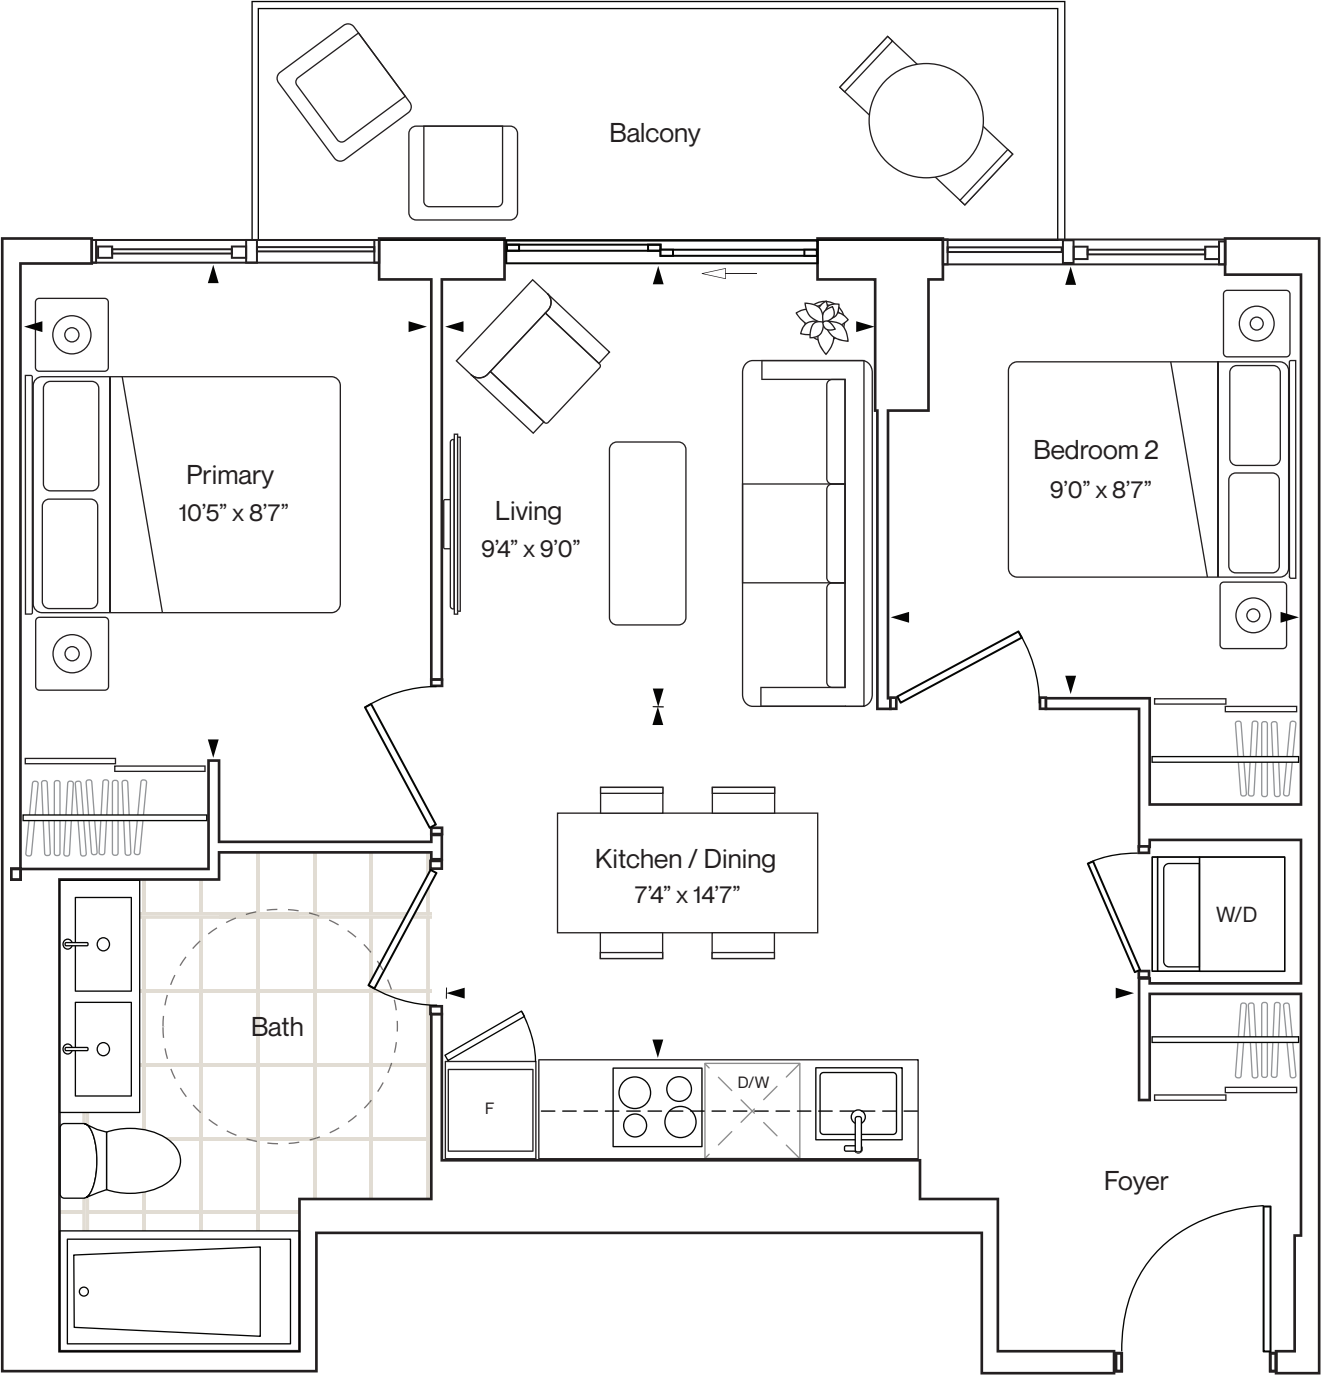 Balcony
Primary
10’5” x 8’7”
Living
9’4” x 9’0”
Bedroom 2
9’0” x 8’7”
Kitchen / Dining
7’4” x 14’7”
W/D
Bath
D/W
F
Foyer